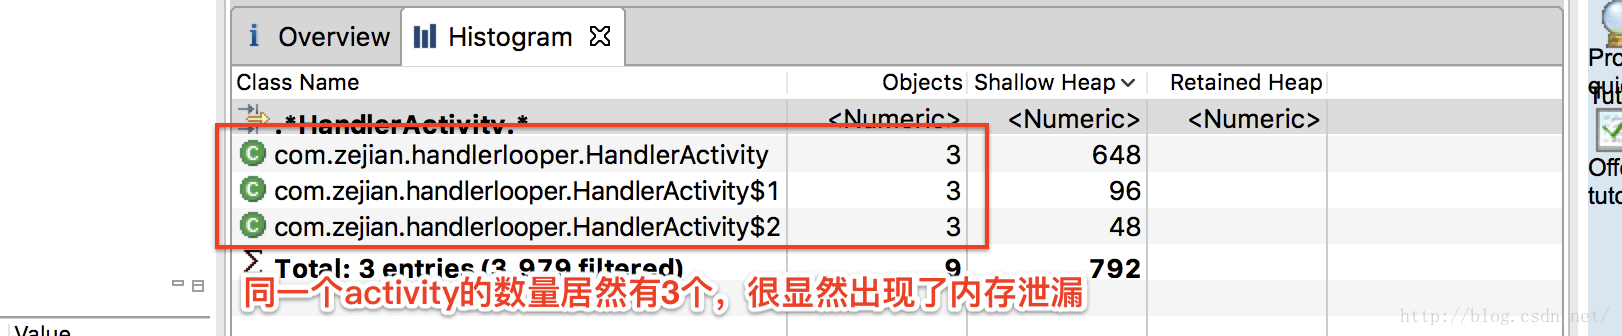 Overview
Histogram
Class Name Objects Shallow Heap Retained Heap
.*HandlerActivity.* <Numeric> <Numeric> <Numeric>
com.zejian.handlerlooper.HandlerActivity 3 648
com.zejian.handlerlooper.HandlerActivity$1 3 96
com.zejian.handlerlooper.HandlerActivity$2 3 48
Total: 3 entries (3,979 filtered) 9 792
同一个activity的数量居然有3个，很显然出现了内存泄漏
Value
Pro
qui
Tut
Offe
tuto
http://blog.csdn.net/